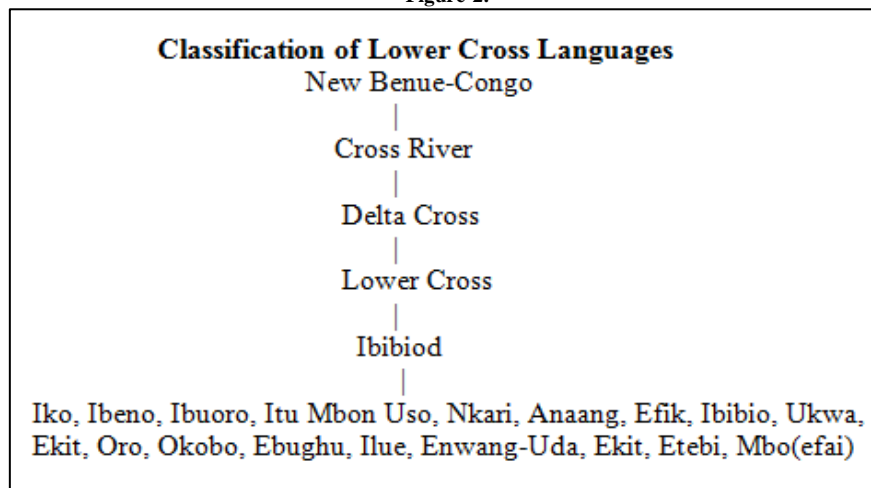 Figure 2:
Classification of Lower Cross Languages
New Benue-Congo
Cross River
Delta Cross
Lower Cross
Ibibiod
Iko, Ibeno, Ibuoro, Itu Mbon Uso, Nkari, Anaang, Efik, Ibibio, Ukwa,
Ekit, Oro, Okobo, Ebughu, Ilue, Enwang-Uda, Ekit, Etebi, Mbo(efai)